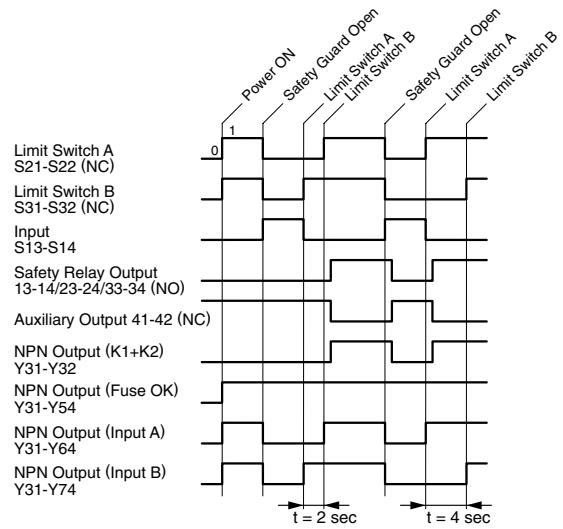 Power ON
Safety Guard Open
Limit Switch A
Limit Switch B
Safety Guard Open
Limit Switch A
Limit Switch B
1
0
Limit Switch A
S21-S22 (NC)
Limit Switch B
S31-S32 (NC)
Input
S13-S14
Safety Relay Output
13-14/23-24/33-34 (NO)
Auxiliary Output 41-42 (NC)
NPN Output (K1+K2)
Y31-Y32
NPN Output (Fuse OK)
Y31-Y54
NPN Output (Input A)
Y31-Y64
NPN Output (Input B)
Y31-Y74
t = 2 sec
t = 4 sec